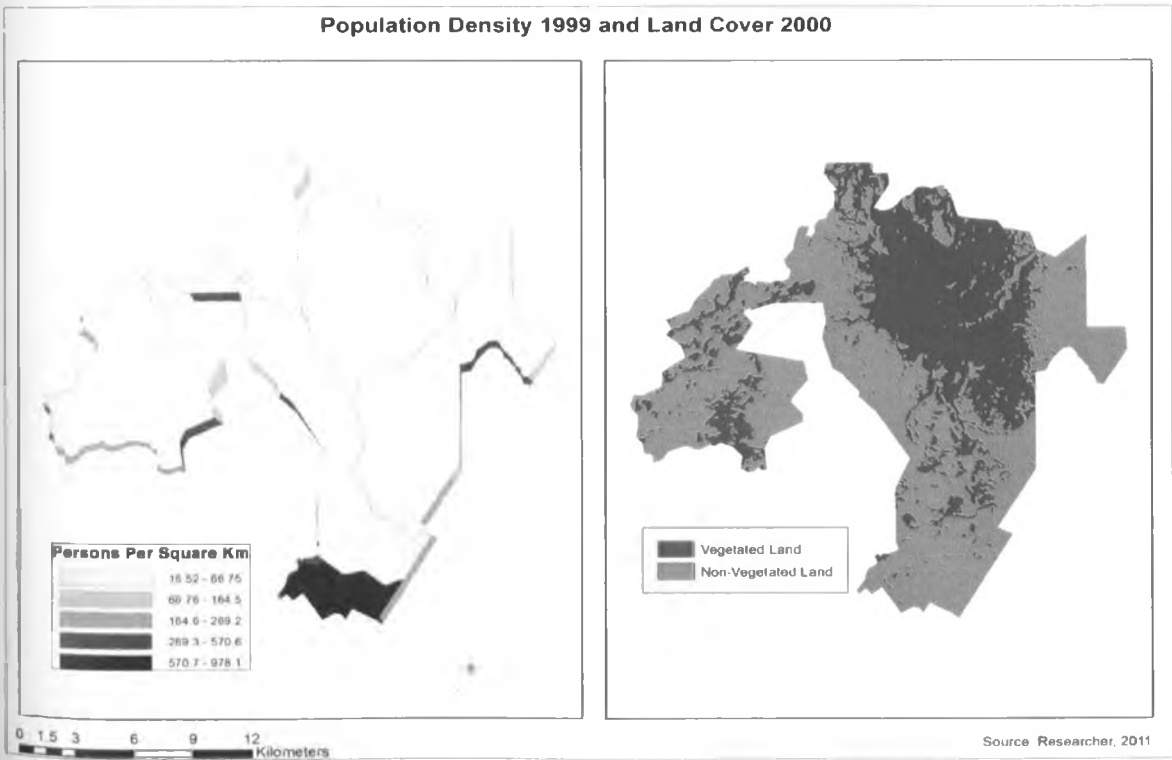 Population Density 1999 and Land Cover 2000
Persons Per Square Km
16.52 - 66.75
66.76 - 164.5
164.6 - 269.2
269.3 - 570.6
570.7 - 978.1
Vegetated Land
Non-Vegetated Land
0 1.5 3 6 9 12
Kilometers
Source Researcher, 2011